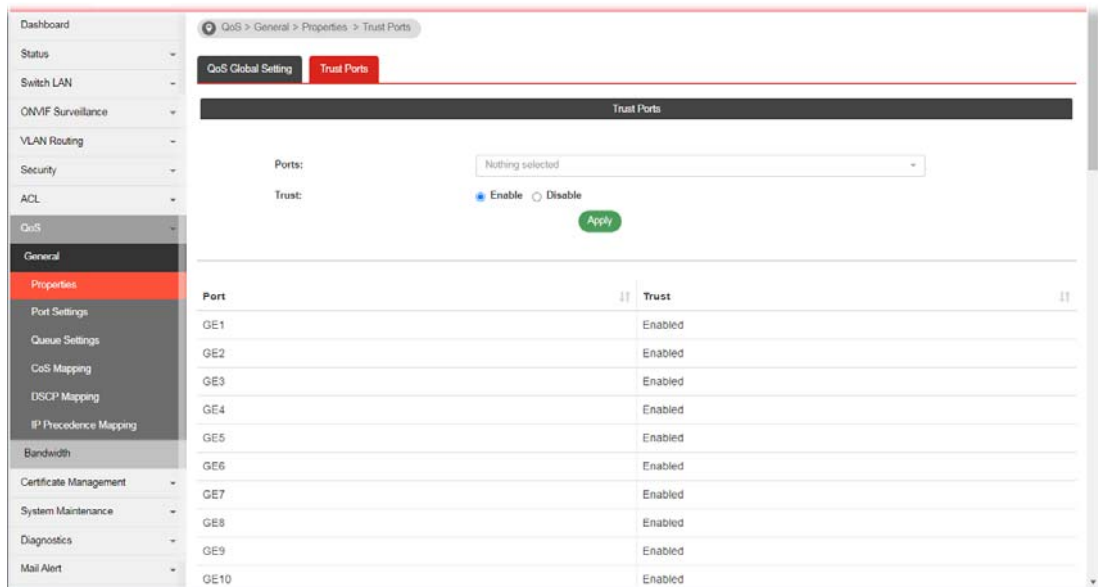 Dashboard
Status
Switch LAN
ONVIF Surveillance
VLAN Routing
Security
ACL
QoS
General
Properties
Port Settings
Queue Settings
CoS Mapping
DSCP Mapping
IP Precedence Mapping
Bandwidth
Certificate Management
System Maintenance
Diagnostics
Mail Alert
QoS > General > Properties > Trust Ports
QoS Global Setting Trust Ports
Trust Ports
Ports: Nothing selected
Trust: Enable Disable
Apply
Port Trust
GE1 Enabled
GE2 Enabled
GE3 Enabled
GE4 Enabled
GE5 Enabled
GE6 Enabled
GE7 Enabled
GE8 Enabled
GE9 Enabled
GE10 Enabled